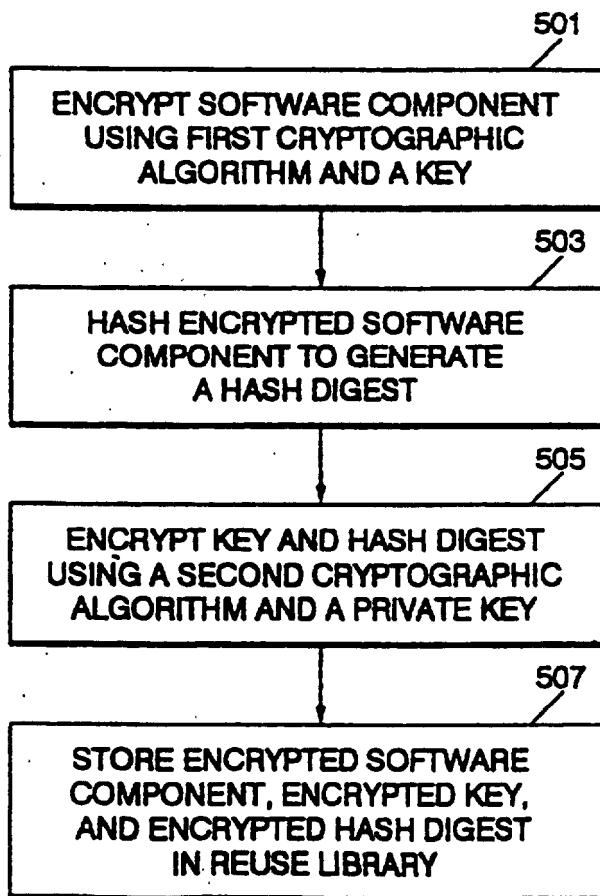 501
ENCRYPT SOFTWARE COMPONENT
USING FIRST CRYPTOGRAPHIC
ALGORITHM AND A KEY
503
HASH ENCRYPTED SOFTWARE
COMPONENT TO GENERATE
A HASH DIGEST
505
ENCRYPT KEY AND HASH DIGEST
USING A SECOND CRYPTOGRAPHIC
ALGORITHM AND A PRIVATE KEY
507
STORE ENCRYPTED SOFTWARE
COMPONENT, ENCRYPTED KEY,
AND ENCRYPTED HASH DIGEST
IN REUSE LIBRARY